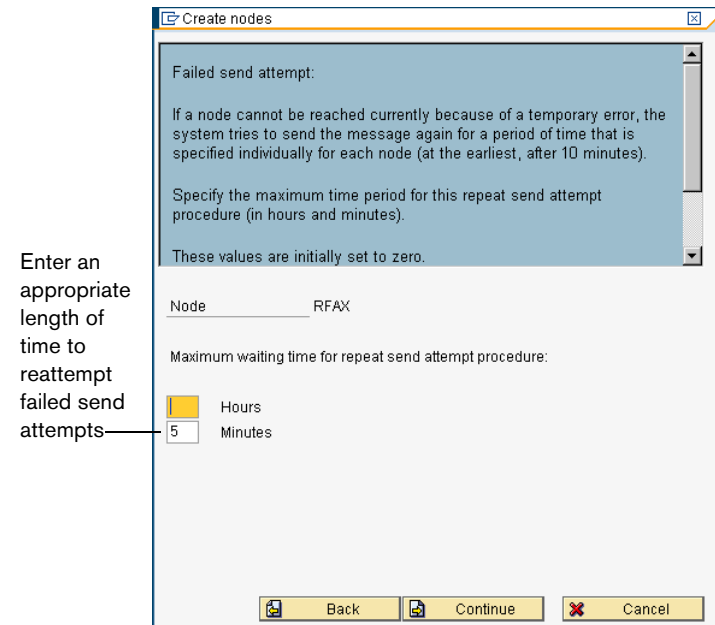 Create nodes
Failed send attempt:
If a node cannot be reached currently because of a temporary error, the
system tries to send the message again for a period of time that is
specified individually for each node (at the earliest, after 10 minutes).
Specify the maximum time period for this repeat send attempt
procedure (in hours and minutes).
These values are initially set to zero.
Enter an
appropriate
length of
time to
reattempt
failed send
attempts
Node RFAX
Maximum waiting time for repeat send attempt procedure:
Hours
5 Minutes
Back Continue Cancel